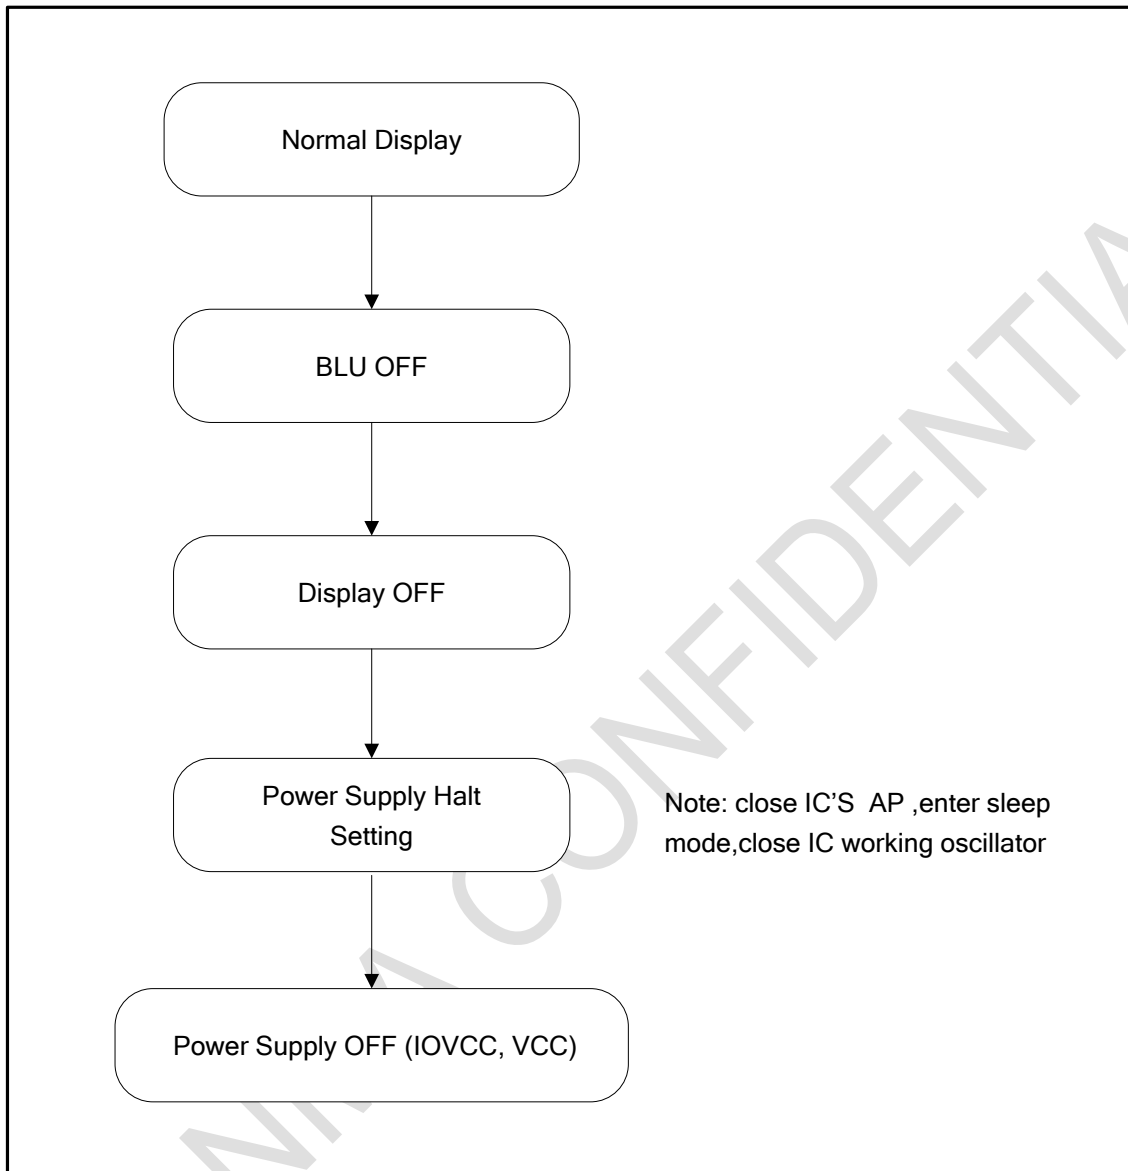 Normal Display
BLU OFF
Display OFF
Power Supply Halt
Setting
Note: close IC'S  AP ,enter sleep
mode,close IC working oscillator
Power Supply OFF (IOVCC, VCC)
CONFIDENTIA